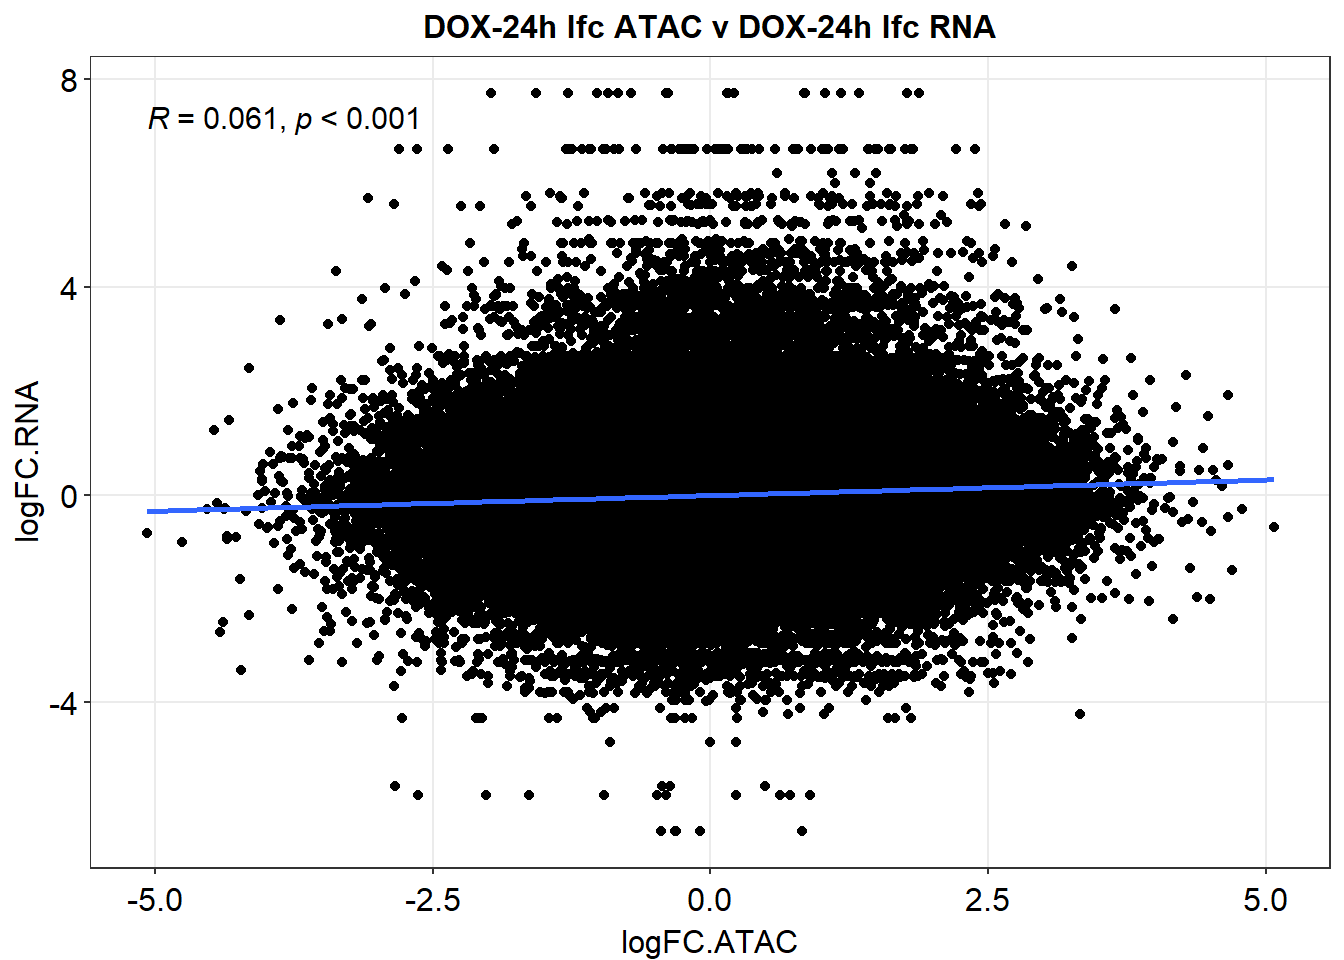 DOX-24h lfc ATAC v DOX-24h lfc RNA
R = 0.061, p < 0.001
8
4
0
-4
logFC.RNA
-5.0 -2.5 0.0 2.5 5.0
logFC.ATAC